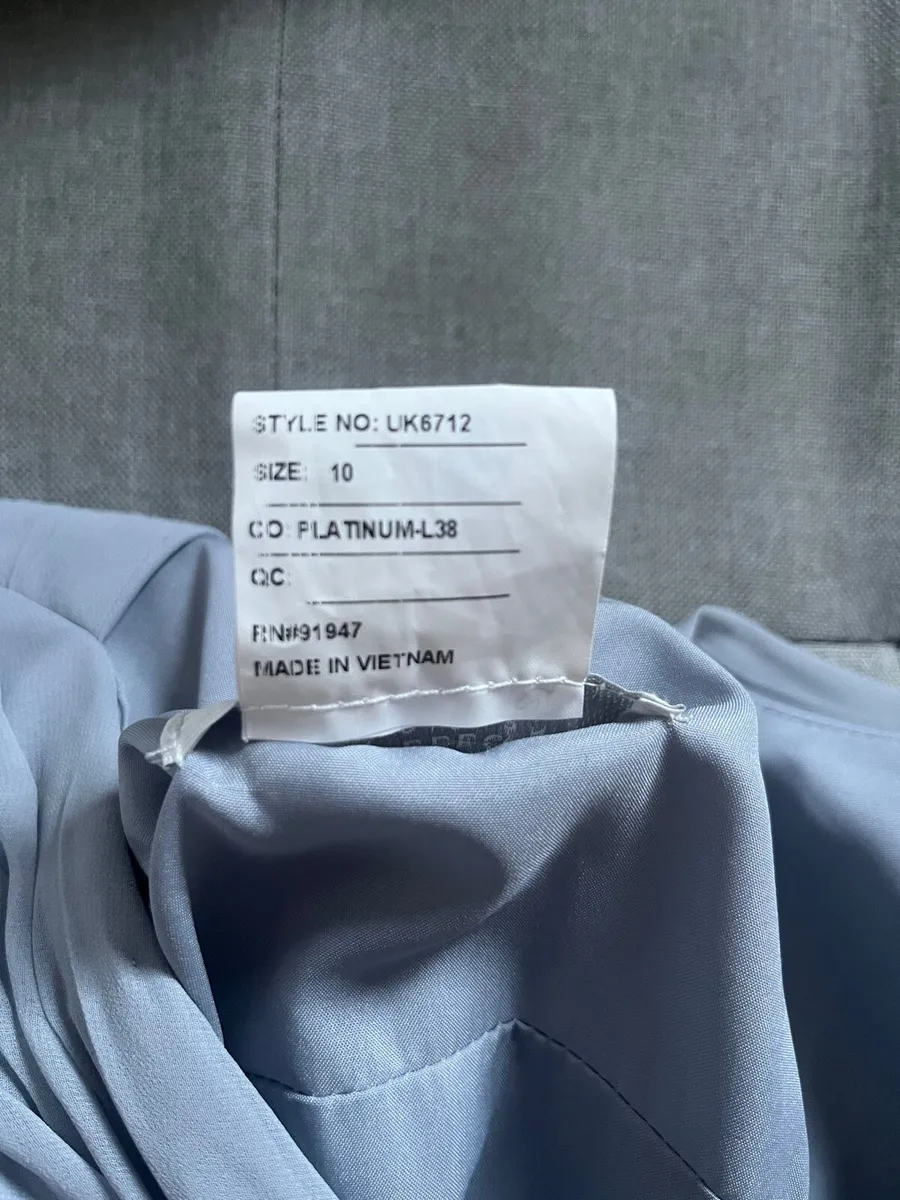 STYLE NO: UK6712
SIZE: 10
CO: PLATINUM-L38
QC:
RN#91947
MADE IN VIETNAM